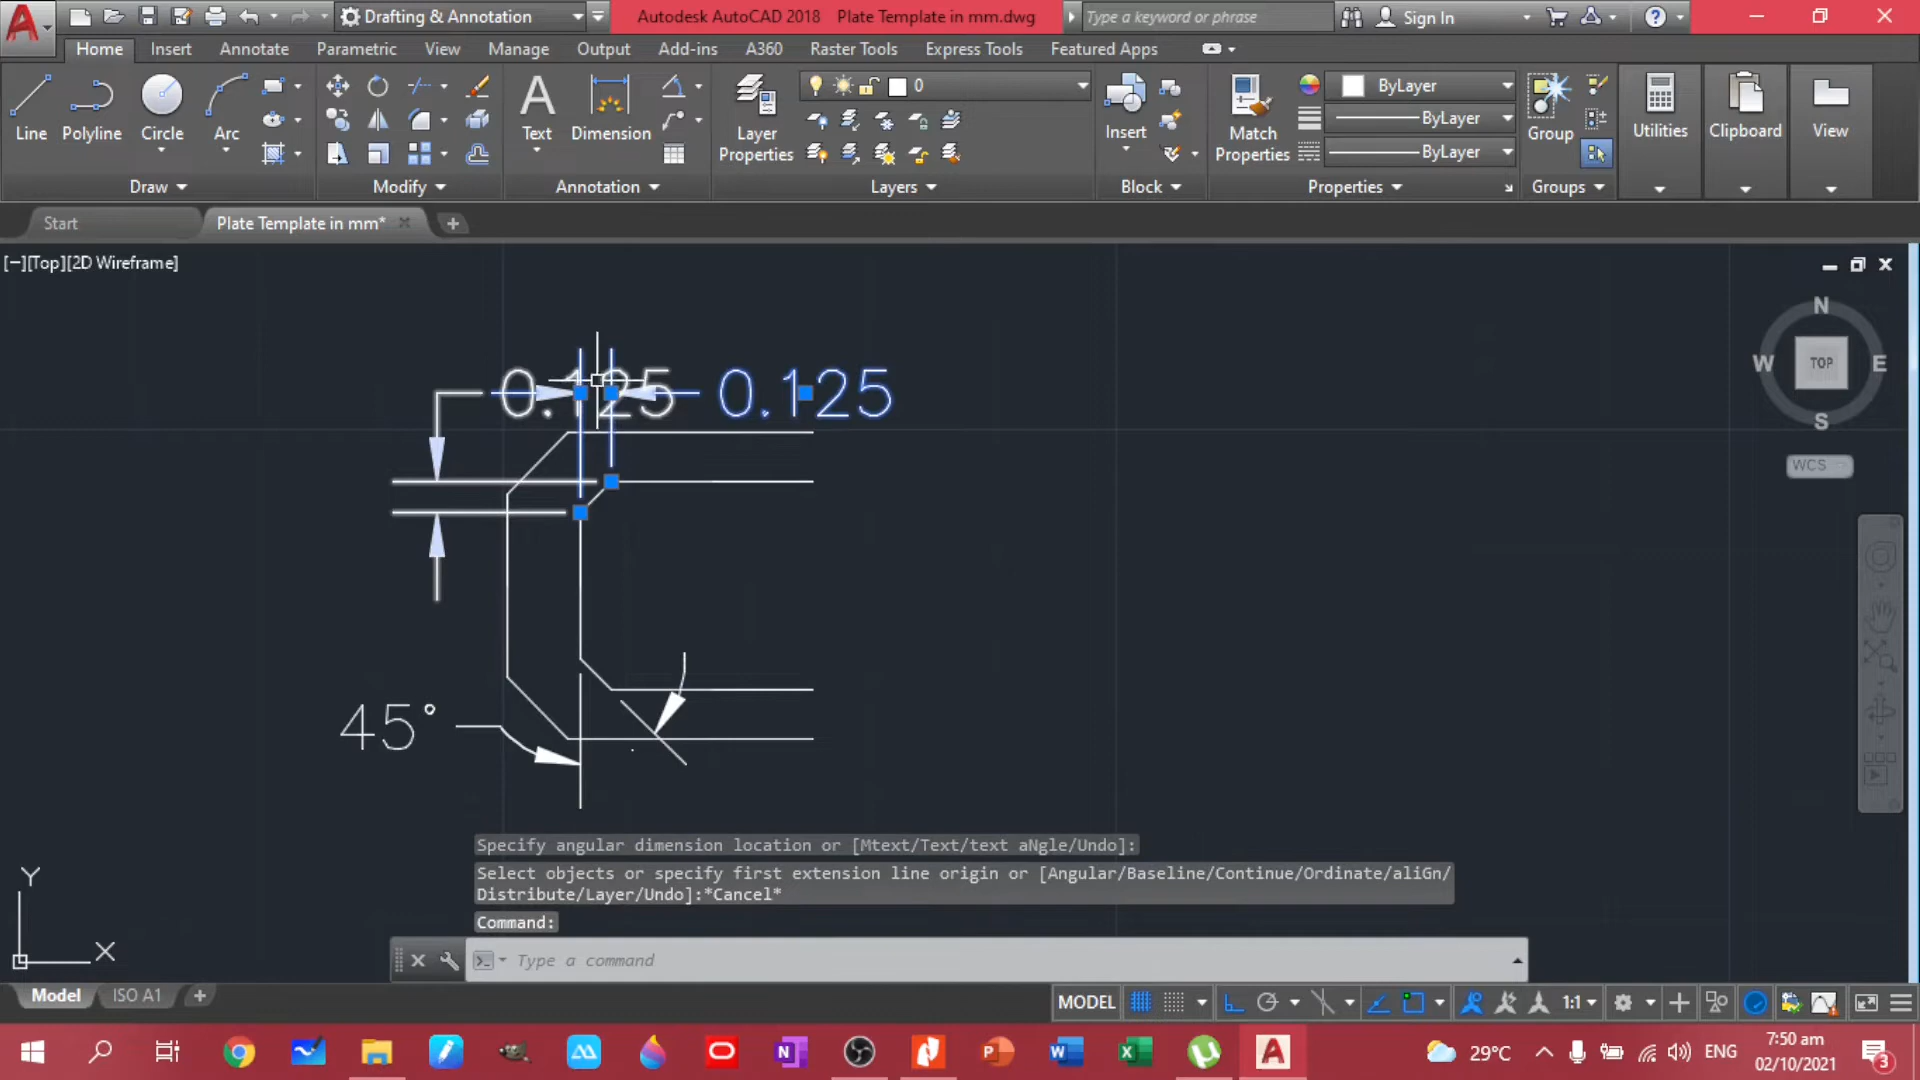 Drafting & Annotation
Autodesk AutoCAD 2018 Plate Template in mm.dwg
Type a keyword or phrase
Sign In
Home Insert Annotate Parametric View Manage Output Add-ins A360 Raster Tools Express Tools Featured Apps
Line Polyline Circle Arc
Text Dimension
Layer Properties
0
Insert
Match Properties
ByLayer
ByLayer
ByLayer
Group
Utilities
Clipboard
View
Draw Modify Annotation Layers Block Properties Groups
Start
Plate Template in mm*
[−][Top][2D Wireframe]
N
W TOP E
S
WCS
0.125 0.125
45°
Specify angular dimension location or [Mtext/Text/text aNgle/Undo]:
Select objects or specify first extension line origin or [Angular/Baseline/Continue/Ordinate/aliGn/
Distribute/Layer/Undo]:*Cancel*
Command:
Type a command
Y
X
Model ISO A1
MODEL
1:1
29°C
ENG
7:50 am
02/10/2021
3